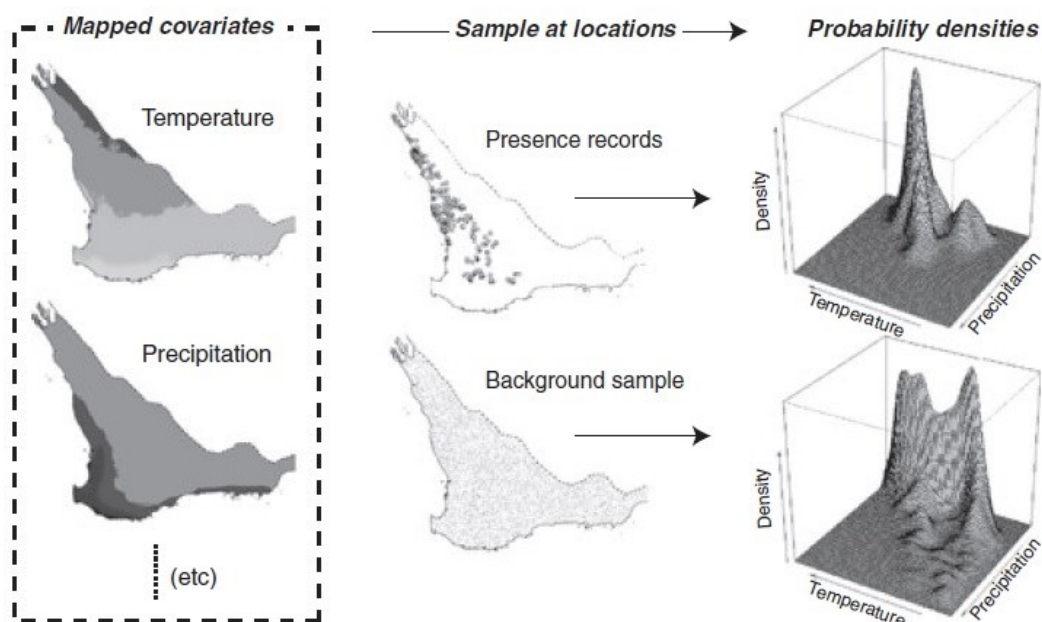 Mapped covariates
Sample at locations
Probability densities
Temperature
Presence records
Density
Temperature
Precipitation
Precipitation
Background sample
Density
Temperature
Precipitation
(etc)